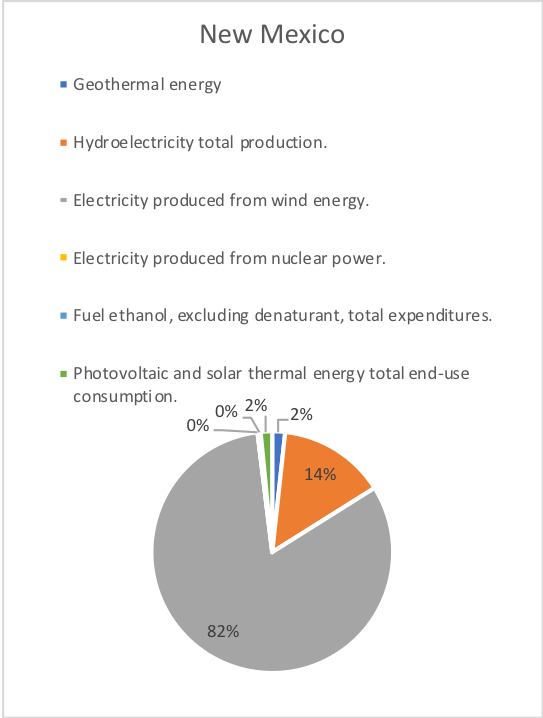 New Mexico
Geothermal energy
Hydroelectricity total production.
Electricity produced from wind energy.
Electricity produced from nuclear power.
Fuel ethanol, excluding denaturant, total expenditures.
Photovoltaic and solar thermal energy total end-use
consumption.
0%
0%
2%
2%
14%
82%